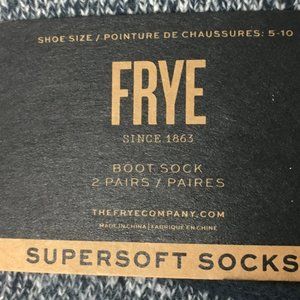 SHOE SIZE / POINTURE DE CHAUSSURES: 5-10
FRYE
SINCE 1863
BOOT SOCK
2 PAIRS / PAIRES
THEFRYECOMPANY.COM
MADE IN CHINA | FABRIQUÉ EN CHINE
SUPERSOFT SOCKS